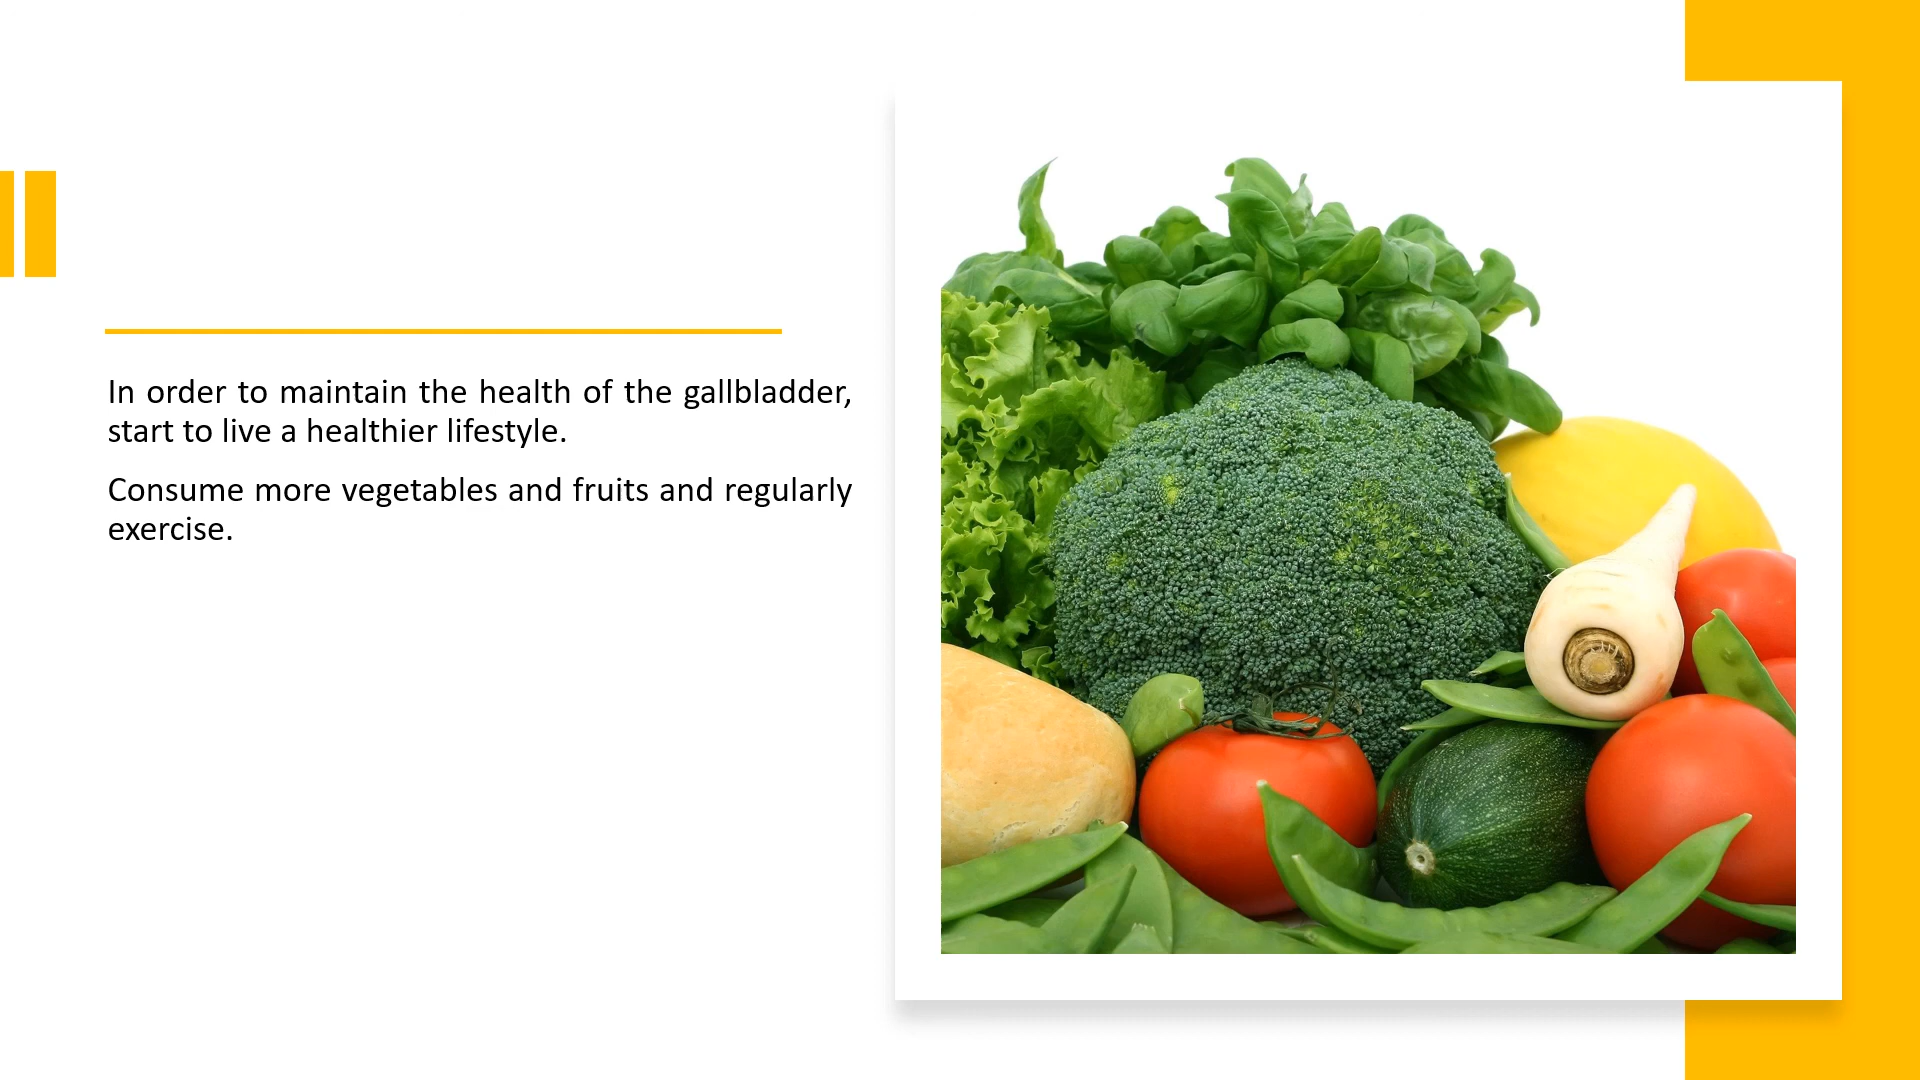 In order to maintain the health of the gallbladder,
start to live a healthier lifestyle.
Consume more vegetables and fruits and regularly
exercise.